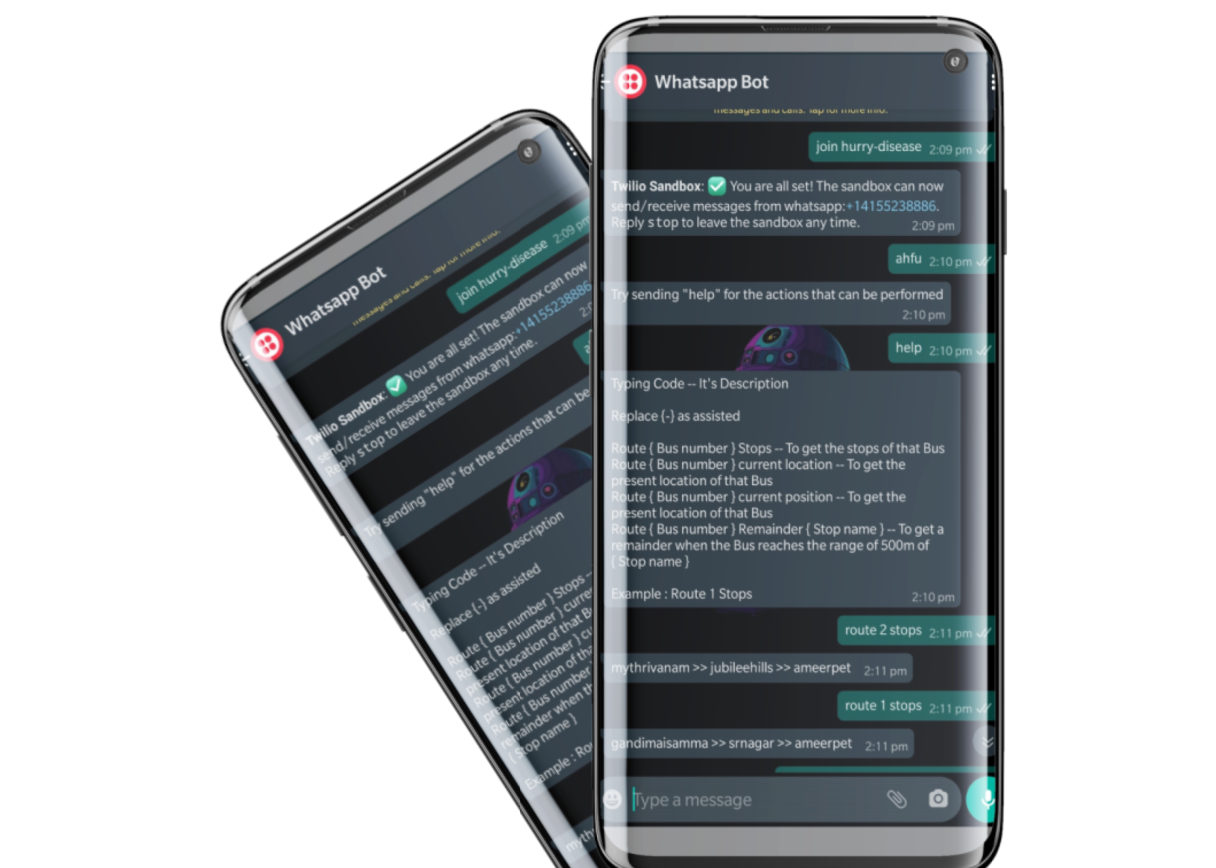 Whatsapp Bot
messages and calls. Tap for more info.
join hurry-disease 2:09 pm
Twilio Sandbox: ✅ You are all set! The sandbox can now
send/receive messages from whatsapp:+14155238886.
Reply stop to leave the sandbox any time. 2:09 pm
ahfu 2:10 pm
Try sending "help" for the actions that can be performed
2:10 pm
help 2:10 pm
Typing Code -- It's Description
Replace {-} as assisted
Route { Bus number } Stops -- To get the stops of that Bus
Route { Bus number } current location -- To get the
present location of that Bus
Route { Bus number } current position -- To get the
present location of that Bus
Route { Bus number } Remainder { Stop name } -- To get a
remainder when the Bus reaches the range of 500m of
{ Stop name }
Example : Route 1 Stops 2:10 pm
route 2 stops 2:11 pm
mythrivanam >> jubileehills >> ameerpet 2:11 pm
route 1 stops 2:11 pm
gandimaisamma >> srnagar >> ameerpet 2:11 pm
Type a message
Whatsapp Bot
messages and calls. Tap for more info.
join hurry-disease 2:09 pm
Twilio Sandbox: ✅ You are all set! The sandbox can now
send/receive messages from whatsapp:+14155238886
Reply stop to leave the sandbox any time.
Try sending "help" for the actions that can be
Typing Code -- It's Description
Replace {-} as assisted
Route { Bus number } Stops --
Route { Bus number }
present location of
Route { Bus number }
present location of
Route { Bus number
remainder when
{ Stop name }
Example :